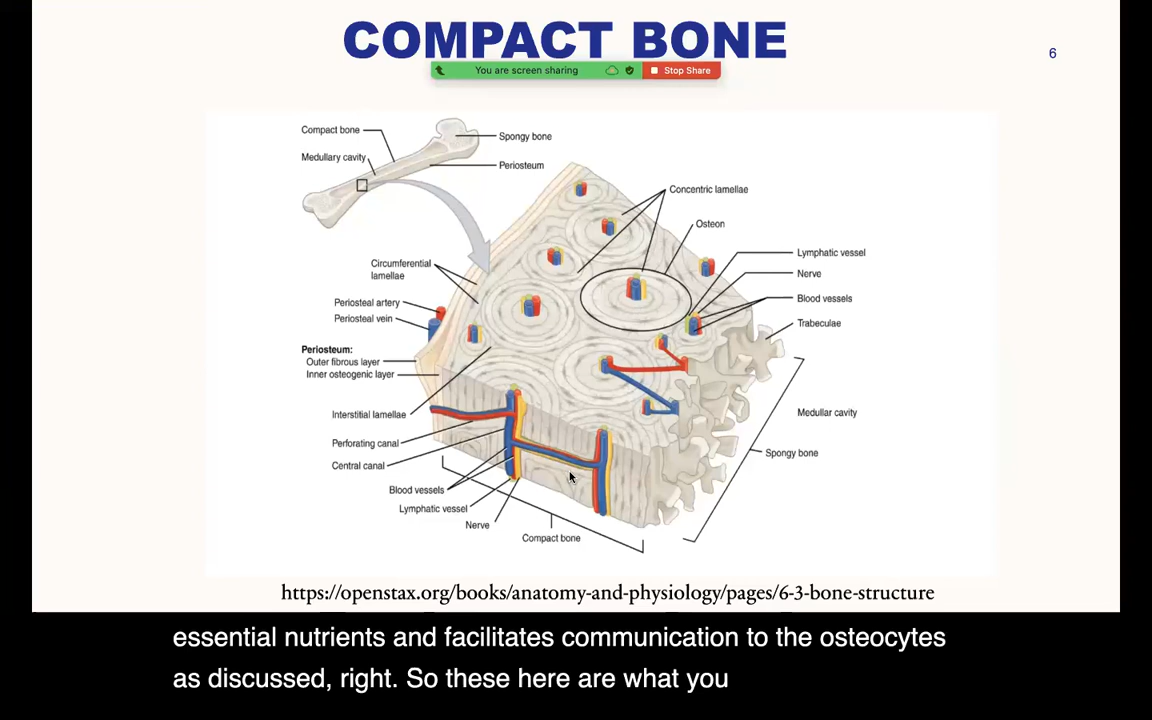 COMPACT BONE
6
You are screen sharing
Stop Share
Compact bone
Spongy bone
Medullary cavity
Periosteum
Concentric lamellae
Osteon
Circumferential
lamellae
Lymphatic vessel
Nerve
Blood vessels
Trabeculae
Periosteal artery
Periosteal vein
Periosteum:
Outer fibrous layer
Inner osteogenic layer
Interstitial lamellae
Medullar cavity
Perforating canal
Spongy bone
Central canal
Blood vessels
Lymphatic vessel
Nerve
Compact bone
https://openstax.org/books/anatomy-and-physiology/pages/6-3-bone-structure
essential nutrients and facilitates communication to the osteocytes
as discussed, right. So these here are what you